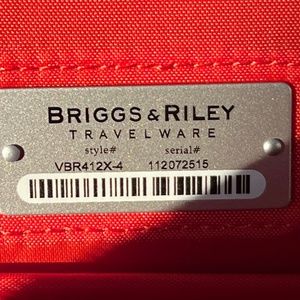 BRIGGS & RILEY
TRAVELWARE
style# serial#
VBR412X-4 112072515